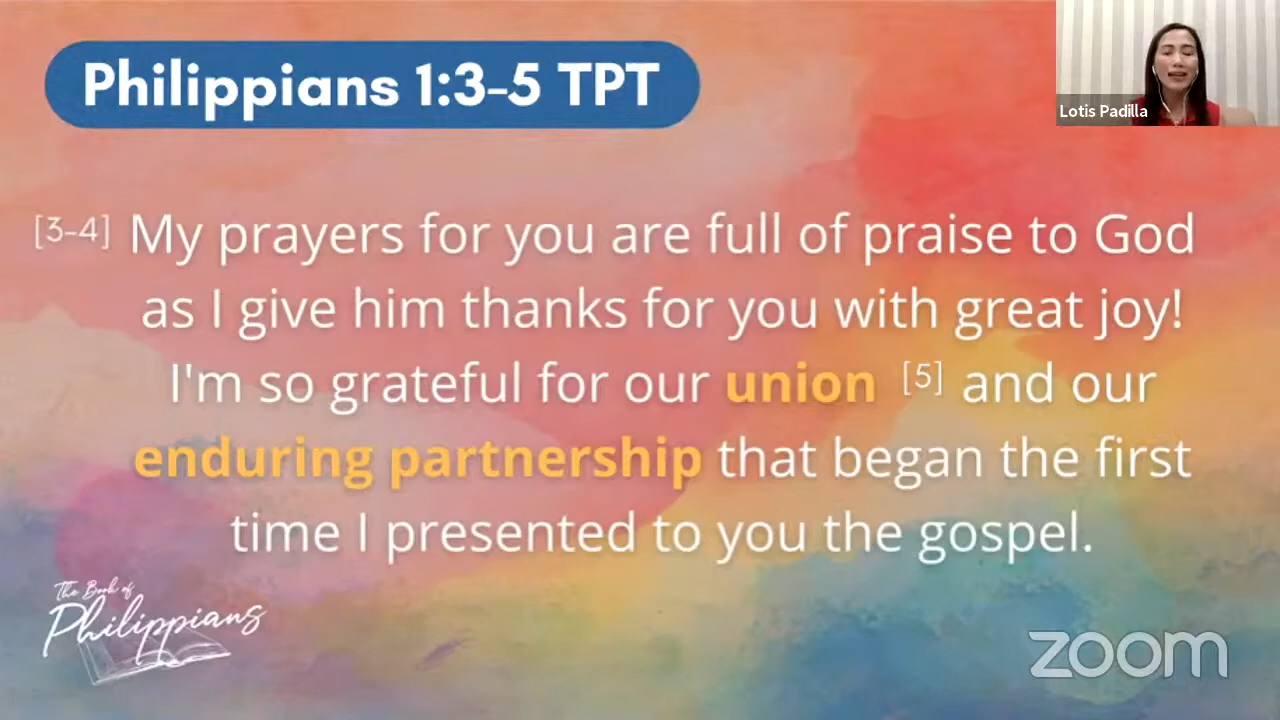 Philippians 1:3-5 TPT
Lotis Padilla
[3-4] My prayers for you are full of praise to God
as I give him thanks for you with great joy!
I'm so grateful for our union [5] and our
enduring partnership that began the first
time I presented to you the gospel.
The Book of
Philippians
zoom